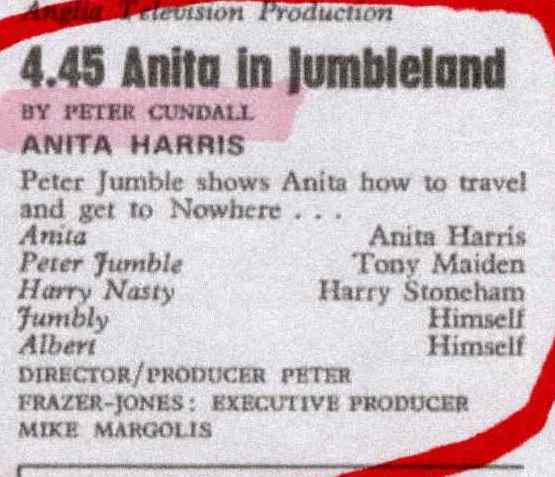 Anglia Television Production
4.45 Anita in Jumbleland
BY PETER CUNDALL
ANITA HARRIS
Peter Jumble shows Anita how to travel
and get to Nowhere . . .
Anita Anita Harris
Peter Jumble Tony Maiden
Harry Nasty Harry Stoneham
Jumbly Himself
Albert Himself
DIRECTOR/PRODUCER PETER
FRAZER-JONES: EXECUTIVE PRODUCER
MIKE MARGOLIS